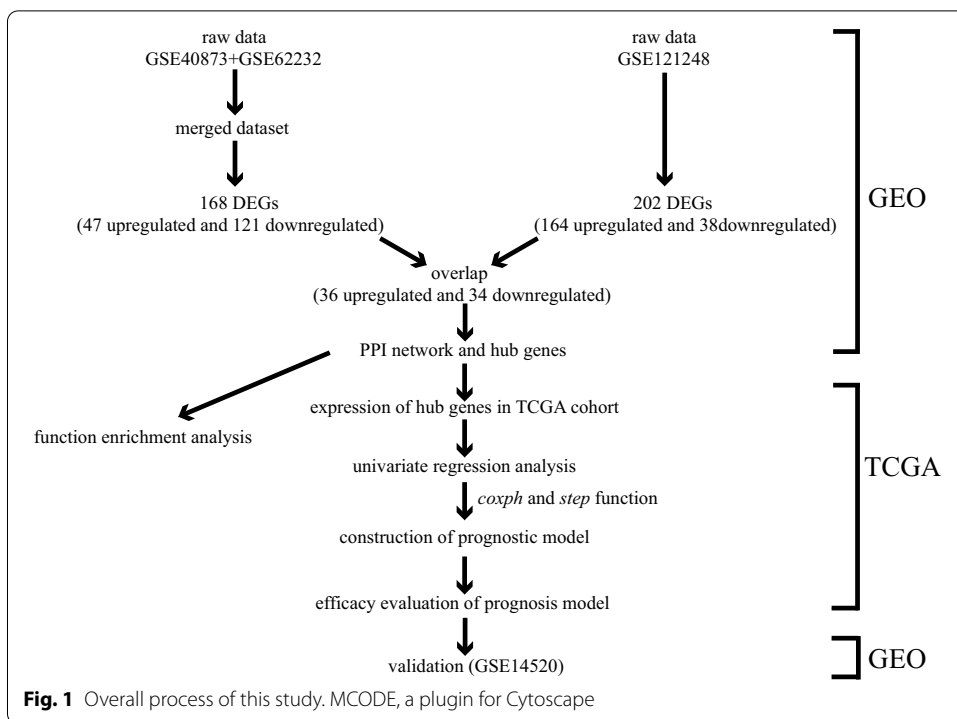 raw data
GSE40873+GSE62232
raw data
GSE121248
merged dataset
168 DEGs
(47 upregulated and 121 downregulated)
202 DEGs
(164 upregulated and 38downregulated)
GEO
overlap
(36 upregulated and 34 downregulated)
PPI network and hub genes
expression of hub genes in TCGA cohort
function enrichment analysis
univariate regression analysis
TCGA
coxph and step function
construction of prognostic model
efficacy evaluation of prognosis model
validation (GSE14520)
GEO
Fig. 1 Overall process of this study. MCODE, a plugin for Cytoscape